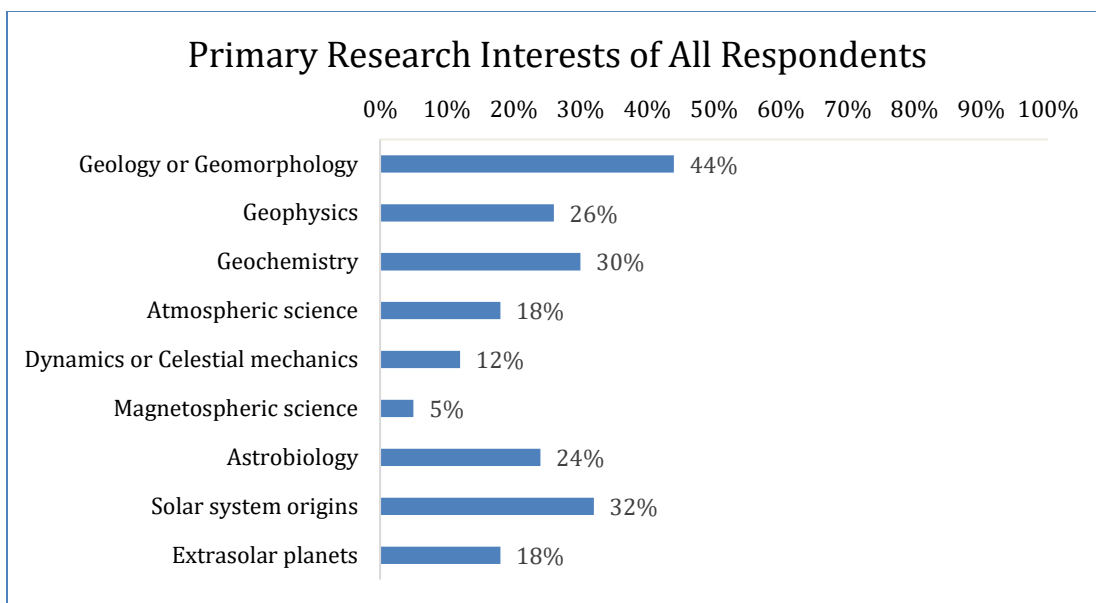 Primary Research Interests of All Respondents
0% 10% 20% 30% 40% 50% 60% 70% 80% 90% 100%
Geology or Geomorphology 44%
Geophysics 26%
Geochemistry 30%
Atmospheric science 18%
Dynamics or Celestial mechanics 12%
Magnetospheric science 5%
Astrobiology 24%
Solar system origins 32%
Extrasolar planets 18%